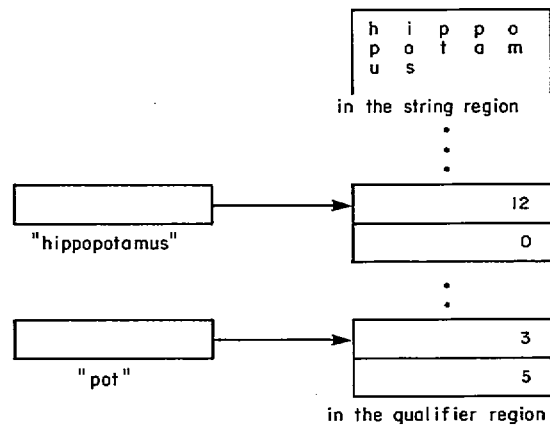 h i p p o
p o t a m
u s
in the string region
12
"hippopotamus"
0
3
"pot"
5
in the qualifier region